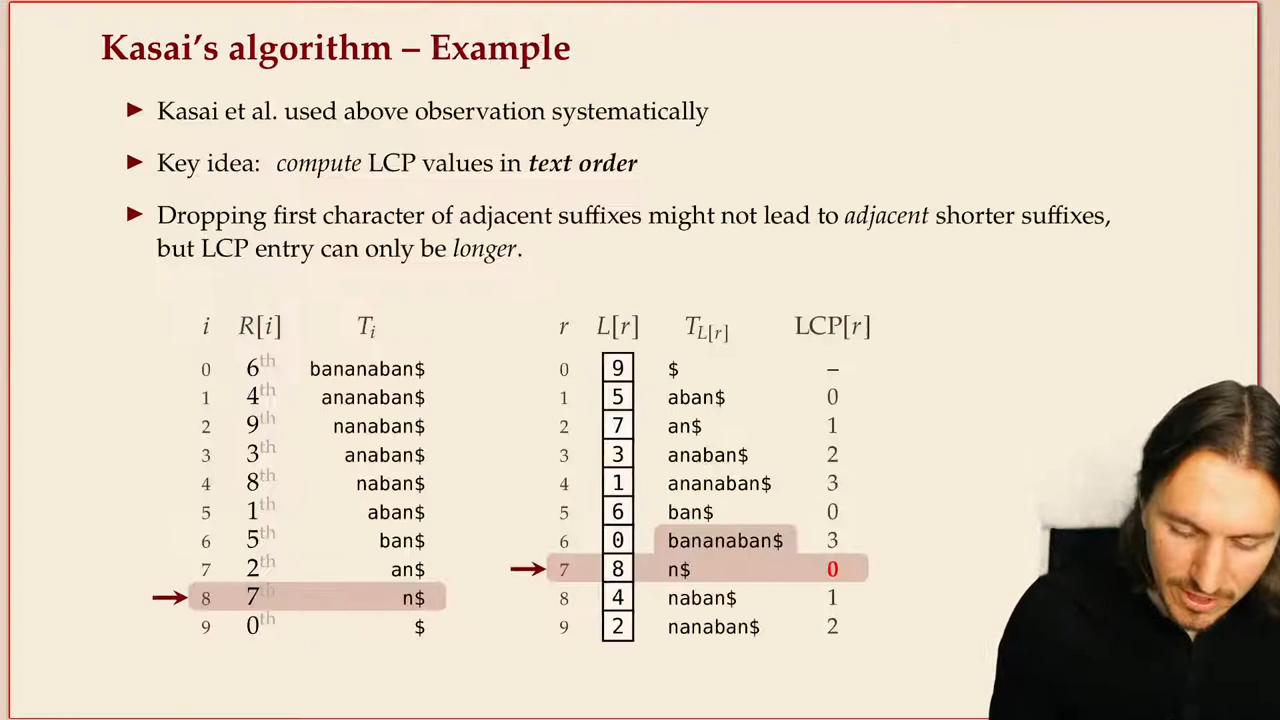 Kasai's algorithm – Example
▶ Kasai et al. used above observation systematically
▶ Key idea: compute LCP values in text order
▶ Dropping first character of adjacent suffixes might not lead to adjacent shorter suffixes,
but LCP entry can only be longer.
i R[i] T_i r L[r] T_{L[r]} LCP[r]
0 6th bananaban$ 0 9 $ –
1 4th ananaban$ 1 5 aban$ 0
2 9th nanaban$ 2 7 an$ 1
3 3th anaban$ 3 3 anaban$ 2
4 8th naban$ 4 1 ananaban$ 3
5 1th aban$ 5 6 ban$ 0
6 5th ban$ 6 0 bananaban$ 3
7 2th an$ 7 8 n$ 0
8 7th n$ 8 4 naban$ 1
9 0th $ 9 2 nanaban$ 2